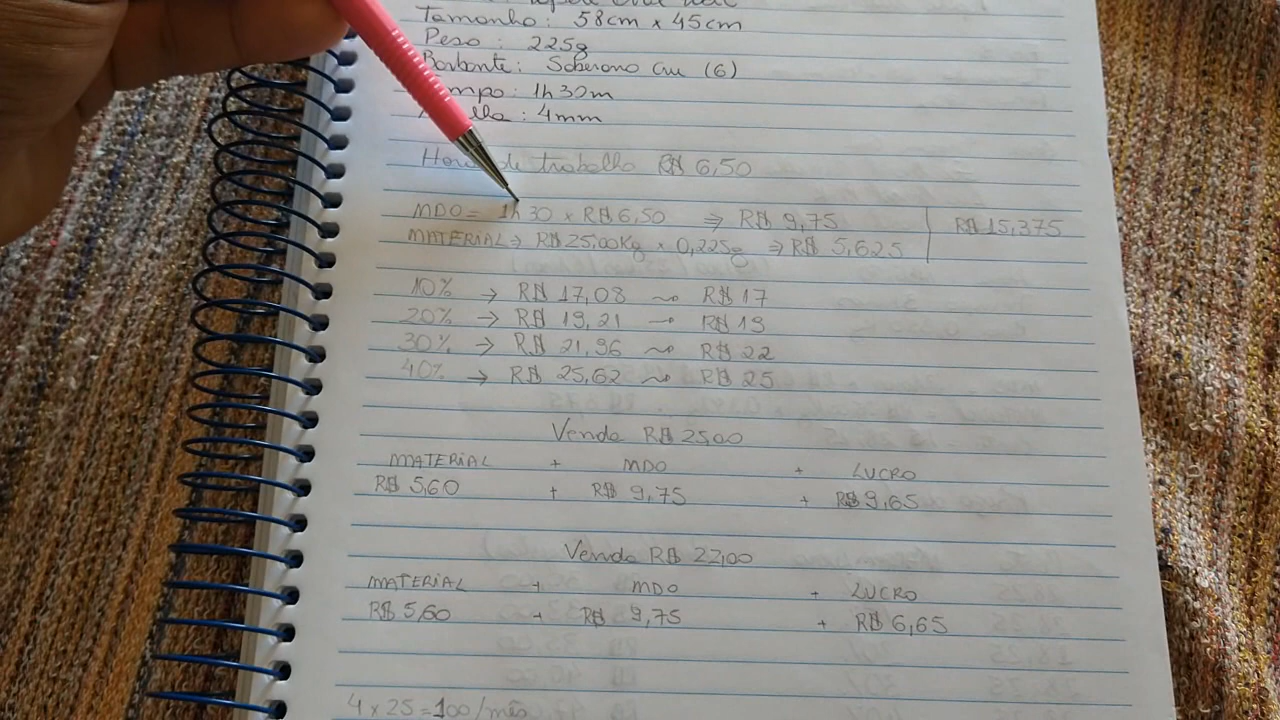 Tamanho: 58cm x 45cm
Peso: 225g
Barbante: Soberano Cru (6)
mpo: 1h30m
lha: 4mm
Hora de trabalho R$ 6,50
MDO = 1h30 x R$ 6,50 ⇒ R$ 9,75 | R$ 15,375
MATERIAL ⇒ R$25,00Kg x 0,225g ⇒ R$ 5,625
10% → R$ 17,08 ~ R$ 17
20% → R$ 19,21 ~ R$ 19
30% → R$ 21,96 ~ R$ 22
40% → R$ 25,62 ~ R$ 25
Venda R$ 25,00
MATERIAL + MDO + LUCRO
R$ 5,60 + R$ 9,75 + R$ 9,65
Venda R$ 22,00
MATERIAL + MDO + LUCRO
R$ 5,60 + R$ 9,75 + R$ 6,65
4 x 25 = 100/mês